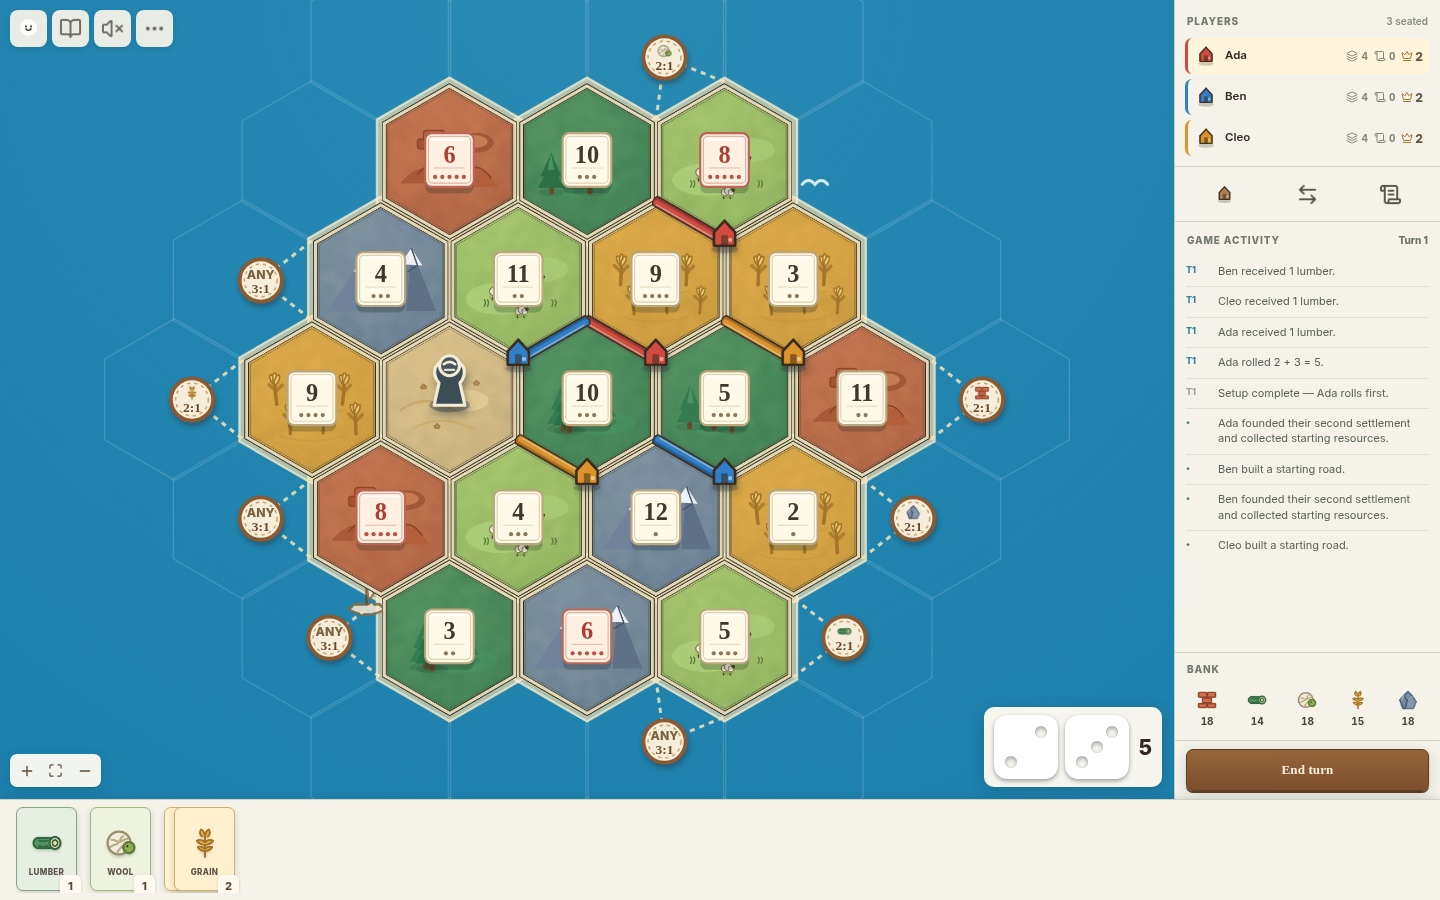 PLAYERS
3 seated
Ada 4 0 2
Ben 4 0 2
Cleo 4 0 2
GAME ACTIVITY Turn 1
T1 Ben received 1 lumber.
T1 Cleo received 1 lumber.
T1 Ada received 1 lumber.
T1 Ada rolled 2 + 3 = 5.
T1 Setup complete — Ada rolls first.
• Ada founded their second settlement
and collected starting resources.
• Ben built a starting road.
• Ben founded their second settlement
and collected starting resources.
• Cleo built a starting road.
BANK
18 14 18 15 18
End turn
2:1
6 10 8
ANY
3:1
4 11 9 3
2:1
9 10 5 11
2:1
ANY
3:1
8 4 12 2
2:1
ANY
3:1
3 6 5
2:1
ANY
3:1
5
LUMBER
1
WOOL
1
GRAIN
2